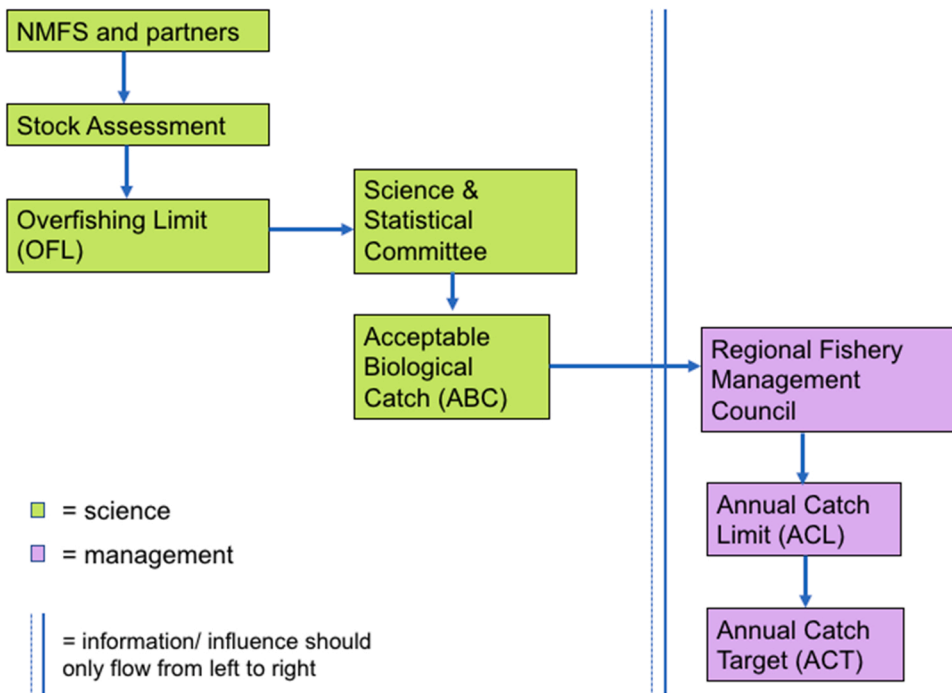 NMFS and partners
Stock Assessment
Overfishing Limit
(OFL)
Science &
Statistical
Committee
Acceptable
Biological
Catch (ABC)
Regional Fishery
Management
Council
Annual Catch
Limit (ACL)
Annual Catch
Target (ACT)
= science
= management
= information/ influence should
only flow from left to right